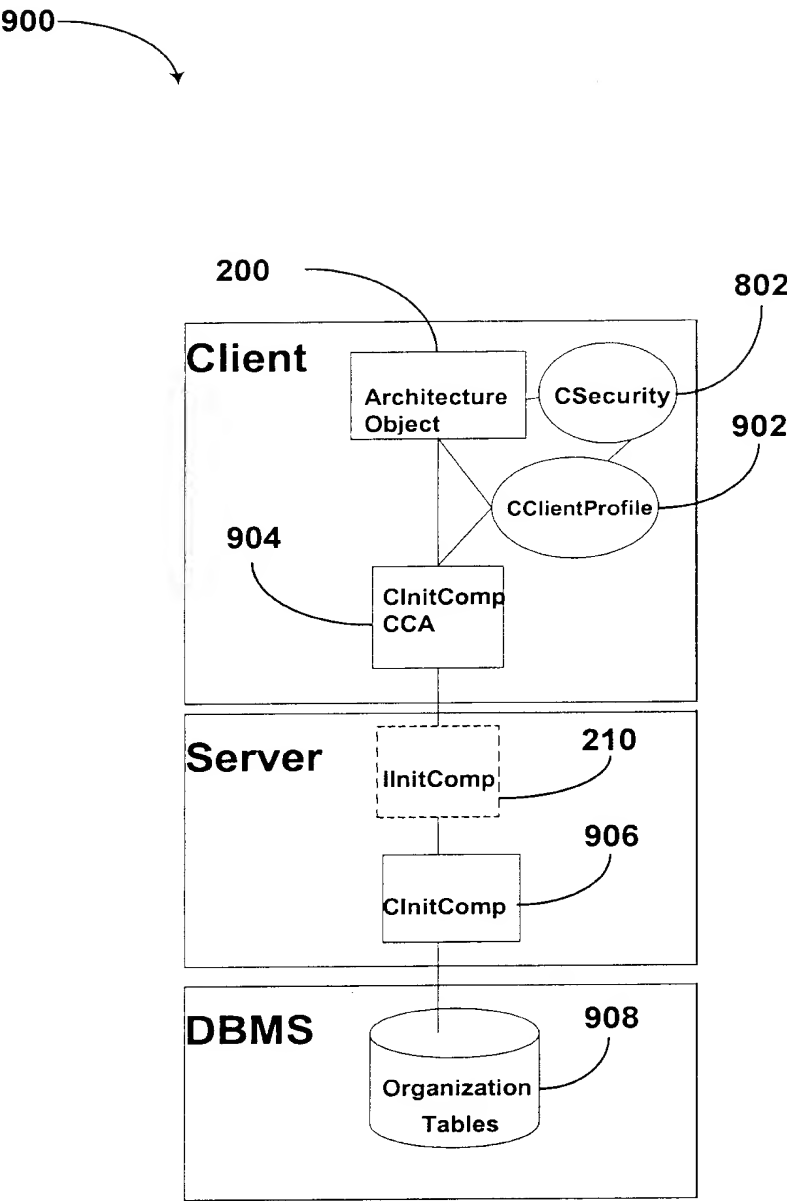 900
200
802
Client
Architecture
Object
CSecurity
902
CClientProfile
904
CInitComp
CCA
Server
210
IInitComp
906
CInitComp
DBMS
908
Organization
Tables